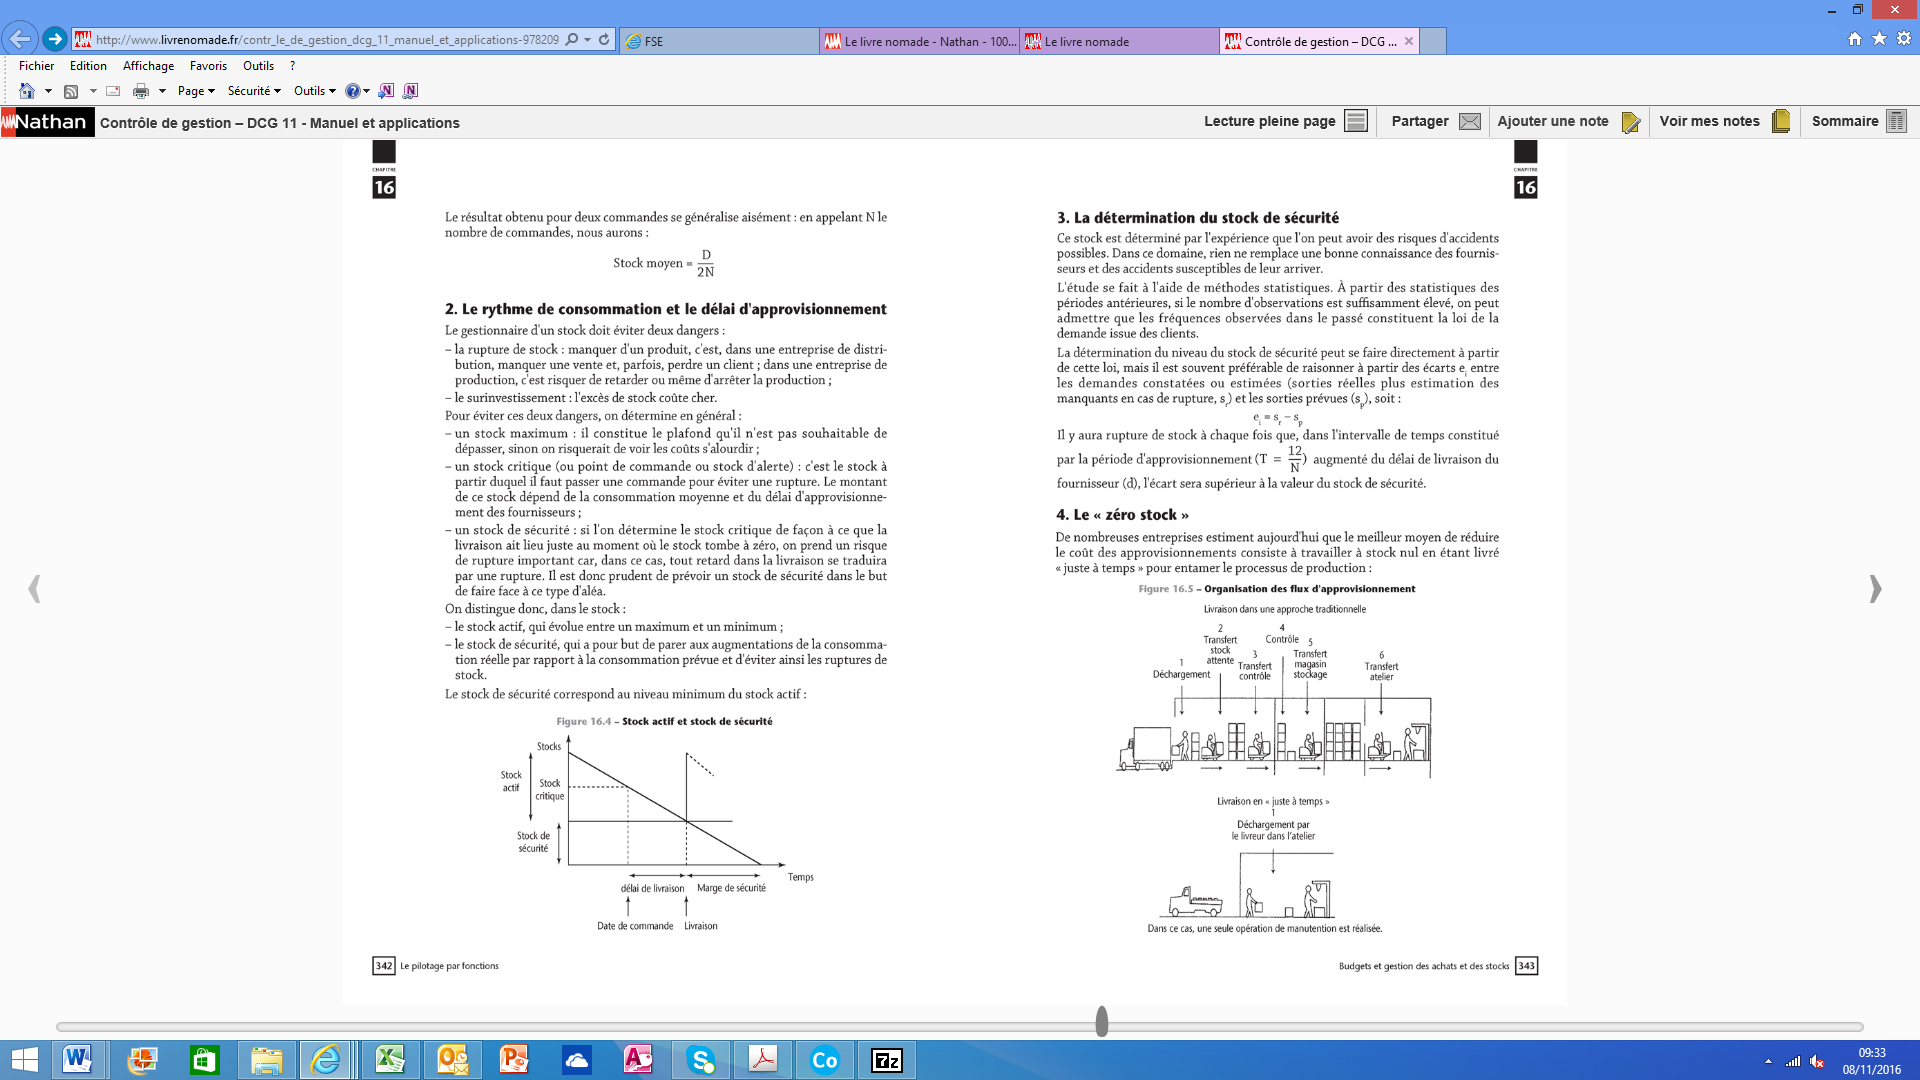 http://www.livrenomade.fr/contr_le_de_gestion_dcg_11_manuel_et_applications-978209
FSE
Le livre nomade - Nathan - 100...
Le livre nomade
Contrôle de gestion – DCG ...
Fichier Edition Affichage Favoris Outils ?
Page Sécurité Outils
Nathan Contrôle de gestion – DCG 11 - Manuel et applications
Lecture pleine page Partager Ajouter une note Voir mes notes Sommaire
CHAPITRE
16
Le résultat obtenu pour deux commandes se généralise aisément : en appelant N le
nombre de commandes, nous aurons :
Stock moyen = D / 2N
2. Le rythme de consommation et le délai d'approvisionnement
Le gestionnaire d'un stock doit éviter deux dangers :
– la rupture de stock : manquer d'un produit, c'est, dans une entreprise de distri-
bution, manquer une vente et, parfois, perdre un client ; dans une entreprise de
production, c'est risquer de retarder ou même d'arrêter la production ;
– le surinvestissement : l'excès de stock coûte cher.
Pour éviter ces deux dangers, on détermine en général :
– un stock maximum : il constitue le plafond qu'il n'est pas souhaitable de
dépasser, sinon on risquerait de voir les coûts s'alourdir ;
– un stock critique (ou point de commande ou stock d'alerte) : c'est le stock à
partir duquel il faut passer une commande pour éviter une rupture. Le montant
de ce stock dépend de la consommation moyenne et du délai d'approvisionne-
ment des fournisseurs ;
– un stock de sécurité : si l'on détermine le stock critique de façon à ce que la
livraison ait lieu juste au moment où le stock tombe à zéro, on prend un risque
de rupture important car, dans ce cas, tout retard dans la livraison se traduira
par une rupture. Il est donc prudent de prévoir un stock de sécurité dans le but
de faire face à ce type d'aléa.
On distingue donc, dans le stock :
– le stock actif, qui évolue entre un maximum et un minimum ;
– le stock de sécurité, qui a pour but de parer aux augmentations de la consomma-
tion réelle par rapport à la consommation prévue et d'éviter ainsi les ruptures de
stock.
Le stock de sécurité correspond au niveau minimum du stock actif :
Figure 16.4 – Stock actif et stock de sécurité
Stocks
Stock
actif
Stock
critique
Stock de
sécurité
Temps
délai de livraison Marge de sécurité
Date de commande Livraison
342 Le pilotage par fonctions
CHAPITRE
16
3. La détermination du stock de sécurité
Ce stock est déterminé par l'expérience que l'on peut avoir des risques d'accidents
possibles. Dans ce domaine, rien ne remplace une bonne connaissance des fournis-
seurs et des accidents susceptibles de leur arriver.
L'étude se fait à l'aide de méthodes statistiques. À partir des statistiques des
périodes antérieures, si le nombre d'observations est suffisamment élevé, on peut
admettre que les fréquences observées dans le passé constituent la loi de la
demande issue des clients.
La détermination du niveau du stock de sécurité peut se faire directement à partir
de cette loi, mais il est souvent préférable de raisonner à partir des écarts ei entre
les demandes constatées ou estimées (sorties réelles plus estimation des
manquants en cas de rupture, sr) et les sorties prévues (sp), soit :
ei = sr – sp
Il y aura rupture de stock à chaque fois que, dans l'intervalle de temps constitué
par la période d'approvisionnement (T = 12 / N) augmenté du délai de livraison du
fournisseur (d), l'écart sera supérieur à la valeur du stock de sécurité.
4. Le « zéro stock »
De nombreuses entreprises estiment aujourd'hui que le meilleur moyen de réduire
le coût des approvisionnements consiste à travailler à stock nul en étant livré
« juste à temps » pour entamer le processus de production :
Figure 16.5 – Organisation des flux d'approvisionnement
Livraison dans une approche traditionnelle
1
Déchargement
2
Transfert
stock
attente
3
Transfert
contrôle
4
Contrôle
5
Transfert
magasin
stockage
6
Transfert
atelier
Livraison en « juste à temps »
1
Déchargement par
le livreur dans l'atelier
Dans ce cas, une seule opération de manutention est réalisée.
Budgets et gestion des achats et des stocks 343
09:33
08/11/2016